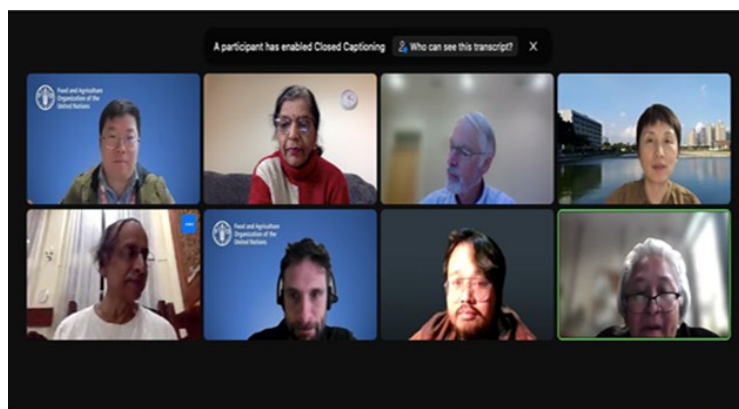 A participant has enabled Closed Captioning Who can see this transcript? X
Food and Agriculture
Organization of the
United Nations
Food and Agriculture
Organization of the
United Nations